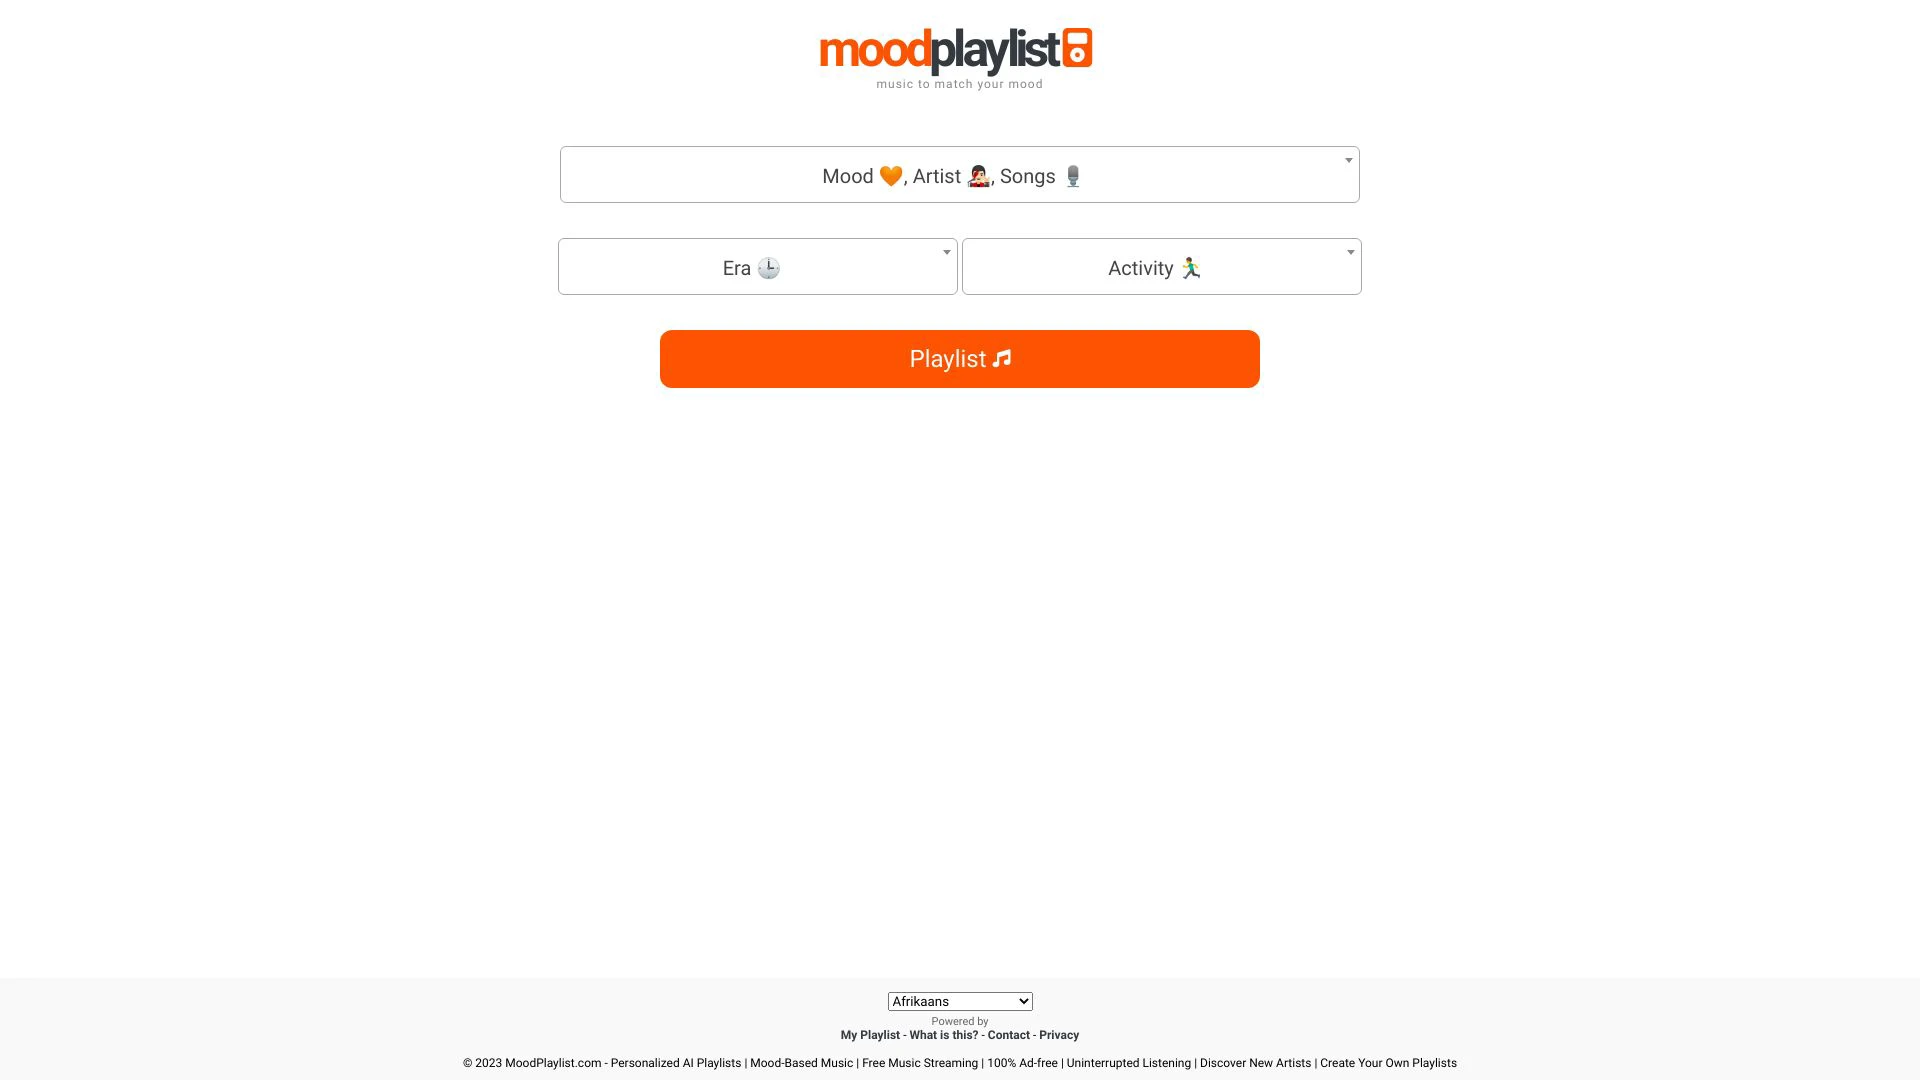 moodplaylist
music to match your mood
Mood 🧡, Artist 👩🏻‍🎤, Songs 🎙️
Era 🕒 Activity 🏃‍♂️
Playlist 🎵
Afrikaans
Powered by
My Playlist - What is this? - Contact - Privacy
© 2023 MoodPlaylist.com - Personalized AI Playlists | Mood-Based Music | Free Music Streaming | 100% Ad-free | Uninterrupted Listening | Discover New Artists | Create Your Own Playlists